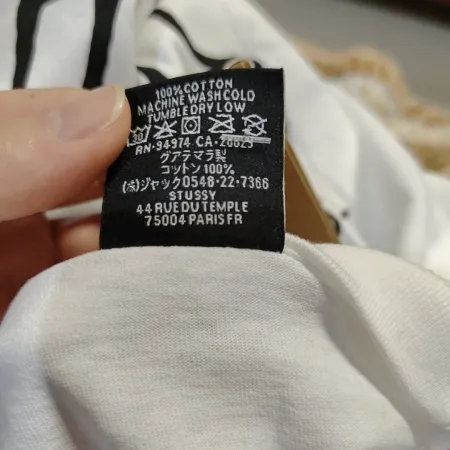 100% COTTON
MACHINE WASH COLD
TUMBLE DRY LOW
30
RN-94974 CA-20623
グアテマラ製
コットン100%
(株)ジャック0548-22-7366
STUSSY
44 RUE DU TEMPLE
75004 PARIS FR